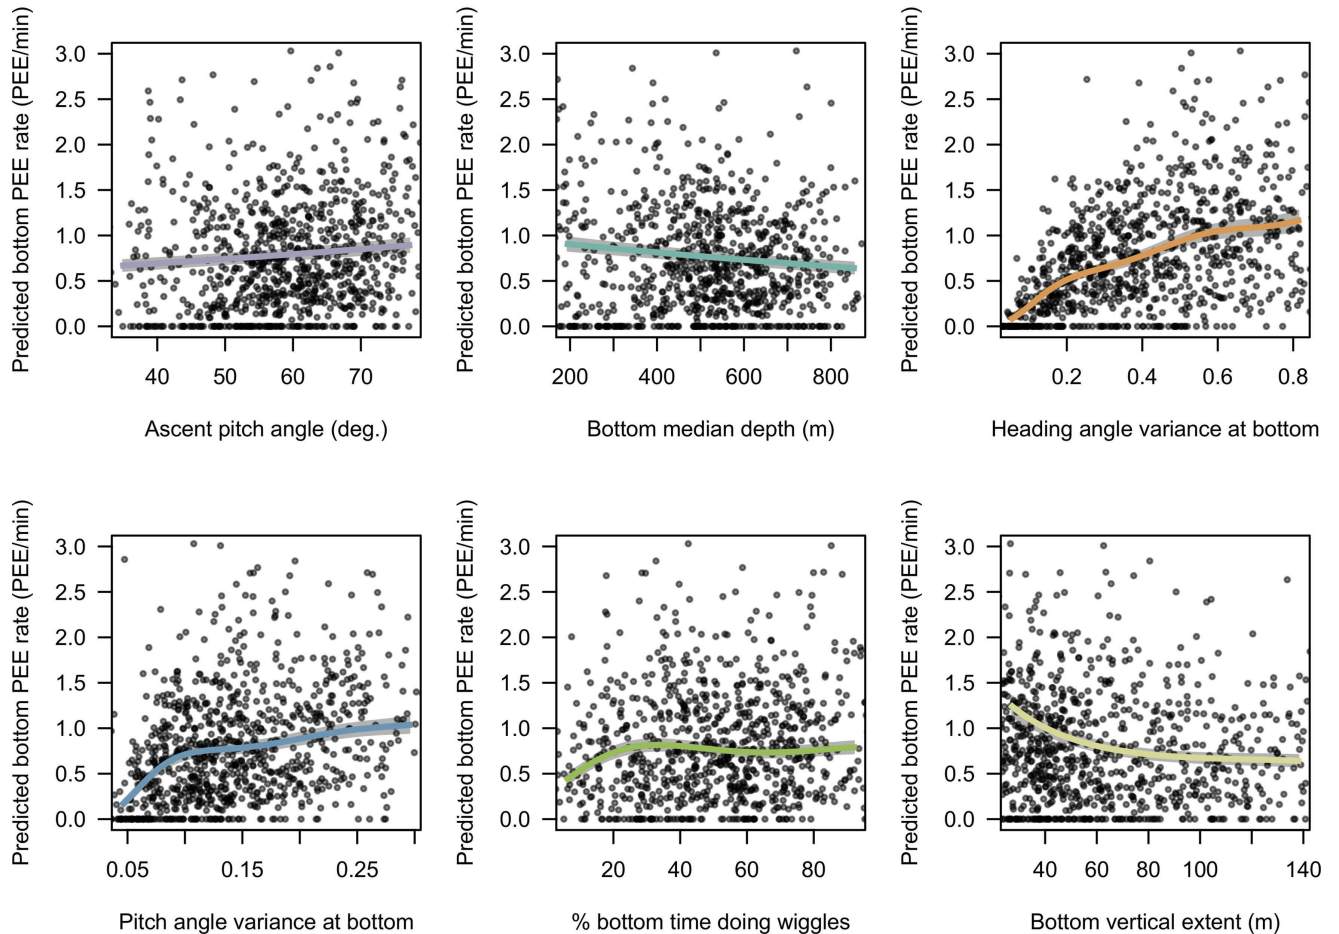 Predicted bottom PEE rate (PEE/min)
3.0
2.5
2.0
1.5
1.0
0.5
0.0
40 50 60 70
Ascent pitch angle (deg.)
Predicted bottom PEE rate (PEE/min)
3.0
2.5
2.0
1.5
1.0
0.5
0.0
200 400 600 800
Bottom median depth (m)
Predicted bottom PEE rate (PEE/min)
3.0
2.5
2.0
1.5
1.0
0.5
0.0
0.2 0.4 0.6 0.8
Heading angle variance at bottom
Predicted bottom PEE rate (PEE/min)
3.0
2.5
2.0
1.5
1.0
0.5
0.0
0.05 0.15 0.25
Pitch angle variance at bottom
Predicted bottom PEE rate (PEE/min)
3.0
2.5
2.0
1.5
1.0
0.5
0.0
20 40 60 80
% bottom time doing wiggles
Predicted bottom PEE rate (PEE/min)
3.0
2.5
2.0
1.5
1.0
0.5
0.0
40 60 80 100 140
Bottom vertical extent (m)